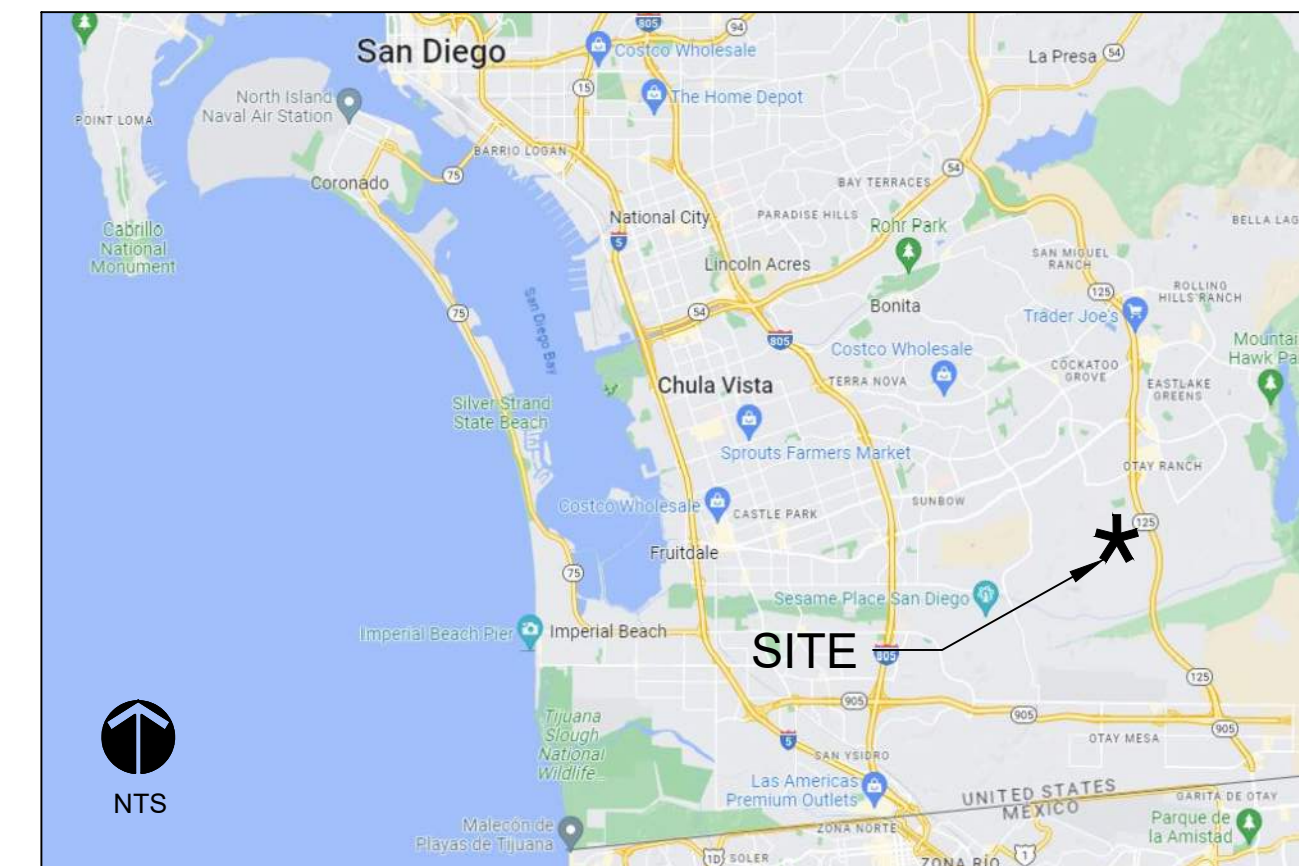 805
94
San Diego
Costco Wholesale
La Presa
54
15
North Island
Naval Air Station
The Home Depot
POINT LOMA
BARRIO LOGAN
75
54
Coronado
BAY TERRACES
National City
PARADISE HILLS
Rohr Park
BELLA LAG
Cabrillo
National
Monument
5
Lincoln Acres
SAN MIGUEL
RANCH
125
ROLLING
HILLS RANCH
San Diego Bay
75
54
Bonita
Trader Joe's
805
Costco Wholesale
Mountai
Hawk Pa
COCKATOO
GROVE
Chula Vista
TERRA NOVA
EASTLAKE
GREENS
Silver Strand
State Beach
Sprouts Farmers Market
OTAY RANCH
Costco Wholesale
CASTLE PARK
SUNBOW
125
*
Fruitdale
75
Sesame Place San Diego
Imperial Beach Pier
Imperial Beach
SITE
805
125
905
905
905
Tijuana
Slough
National
Wildlife...
5
OTAY MESA
SAN YSIDRO
NTS
Las Americas
Premium Outlets
UNITED STATES
MEXICO
GARITA DE OTAY
Malecón de
Playas de Tijuana
ZONA NORTE
Parque de
la Amistad
1D
SOLER
ZONA RÍO
1